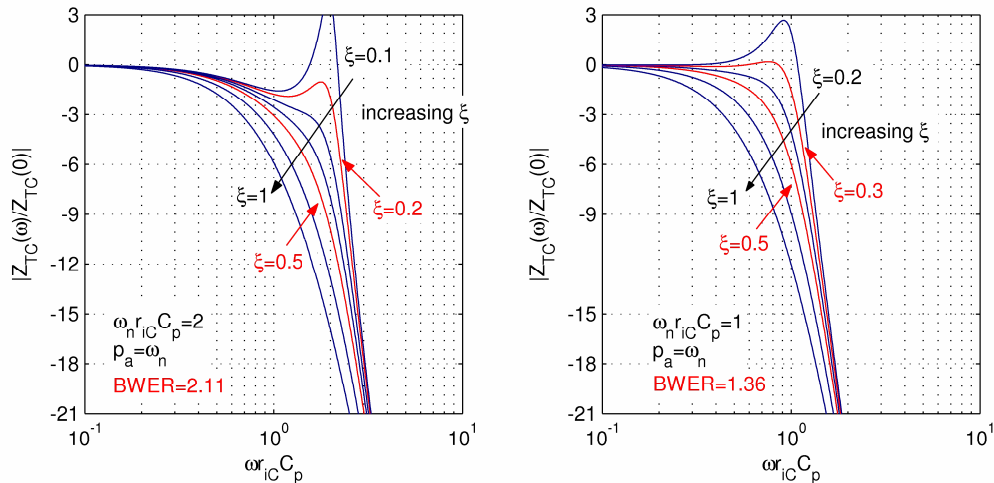 3
0
-3
-6
-9
-12
-15
-18
-21
|Z_TC(ω)/Z_TC(0)|
ξ=0.1
increasing ξ
ξ=1
ξ=0.2
ξ=0.5
ω_n r_iC C_p=2
p_a=ω_n
BWER=2.11
10^-1
10^0
10^1
ωr_iC C_p
3
0
-3
-6
-9
-12
-15
-18
-21
|Z_TC(ω)/Z_TC(0)|
ξ=0.2
increasing ξ
ξ=1
ξ=0.3
ξ=0.5
ω_n r_iC C_p=1
p_a=ω_n
BWER=1.36
10^-1
10^0
10^1
ωr_iC C_p